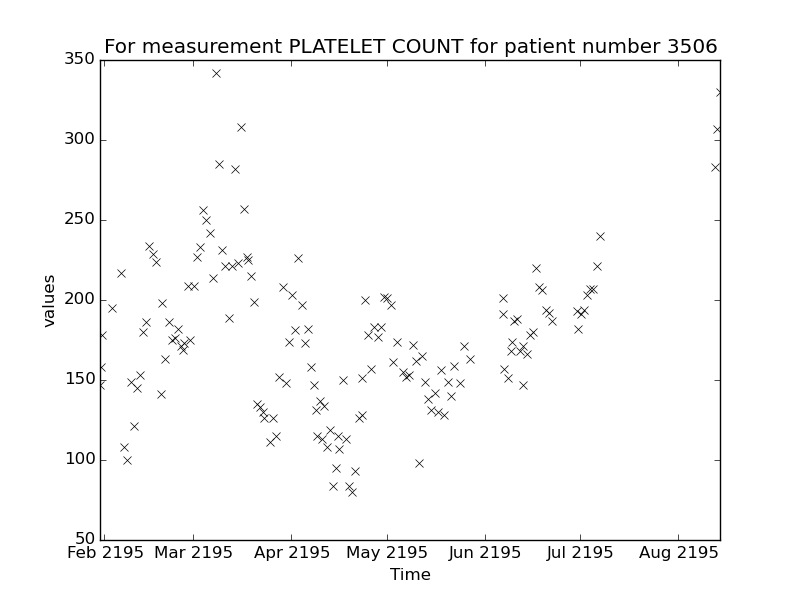 For measurement PLATELET COUNT for patient number 3506
350
300
250
200
150
100
50
values
Feb 2195 Mar 2195 Apr 2195 May 2195 Jun 2195 Jul 2195 Aug 2195
Time